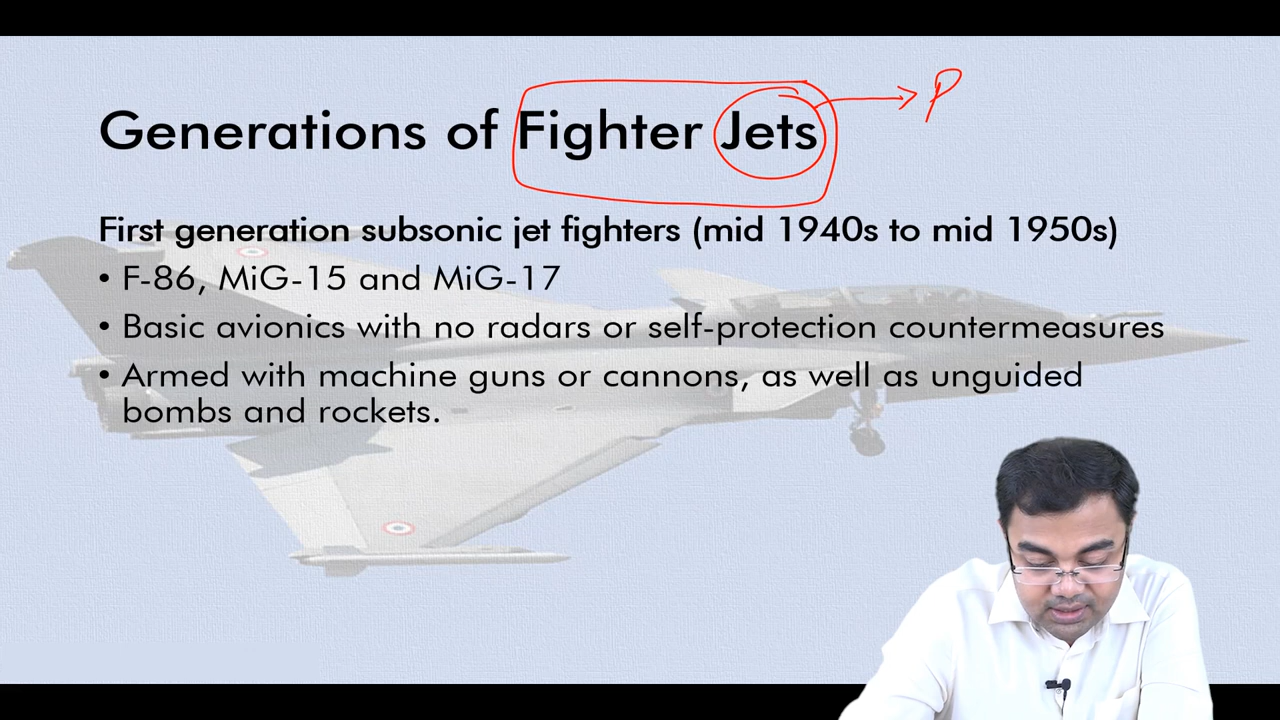 Generations of Fighter Jets
P
First generation subsonic jet fighters (mid 1940s to mid 1950s)
• F-86, MiG-15 and MiG-17
• Basic avionics with no radars or self-protection countermeasures
• Armed with machine guns or cannons, as well as unguided
bombs and rockets.